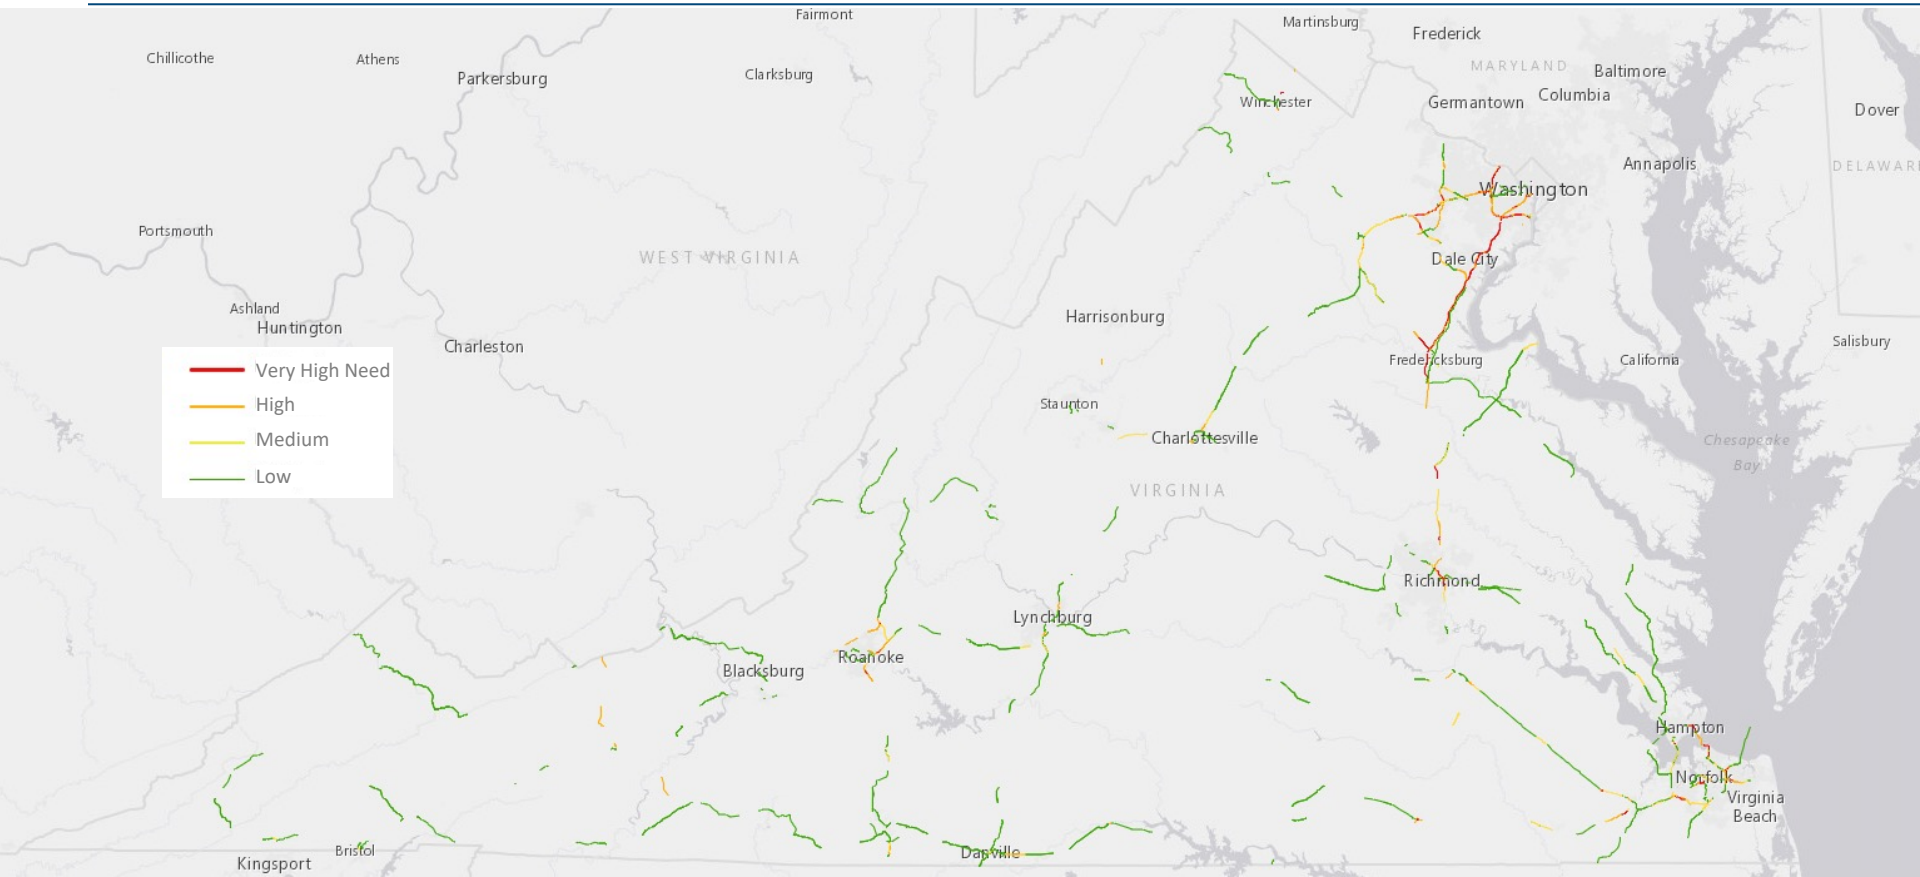 Fairmont
Martinsburg
Frederick
Chillicothe
Athens
Parkersburg
Clarksburg
MARYLAND
Baltimore
Winchester
Germantown
Columbia
Dover
Annapolis
DELAWARE
Washington
Portsmouth
WEST VIRGINIA
Dale City
Ashland
Huntington
Harrisonburg
Charleston
Fredericksburg
California
Salisbury
Very High Need
High
Medium
Low
Staunton
Charlottesville
Chesapeake
Bay
VIRGINIA
Richmond
Lynchburg
Roanoke
Blacksburg
Hampton
Norfolk
Virginia
Beach
Bristol
Kingsport
Danville